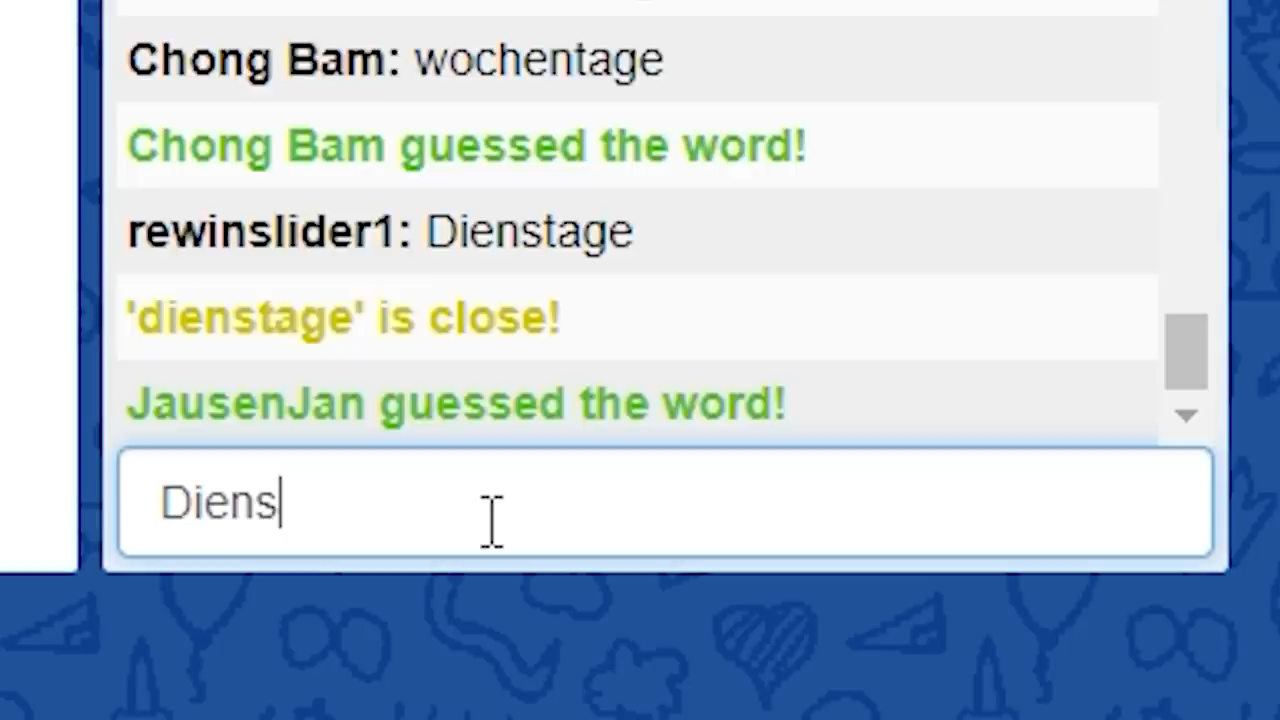 Chong Bam: wochentage
Chong Bam guessed the word!
rewinslider1: Dienstage
'dienstage' is close!
JausenJan guessed the word!
Diens